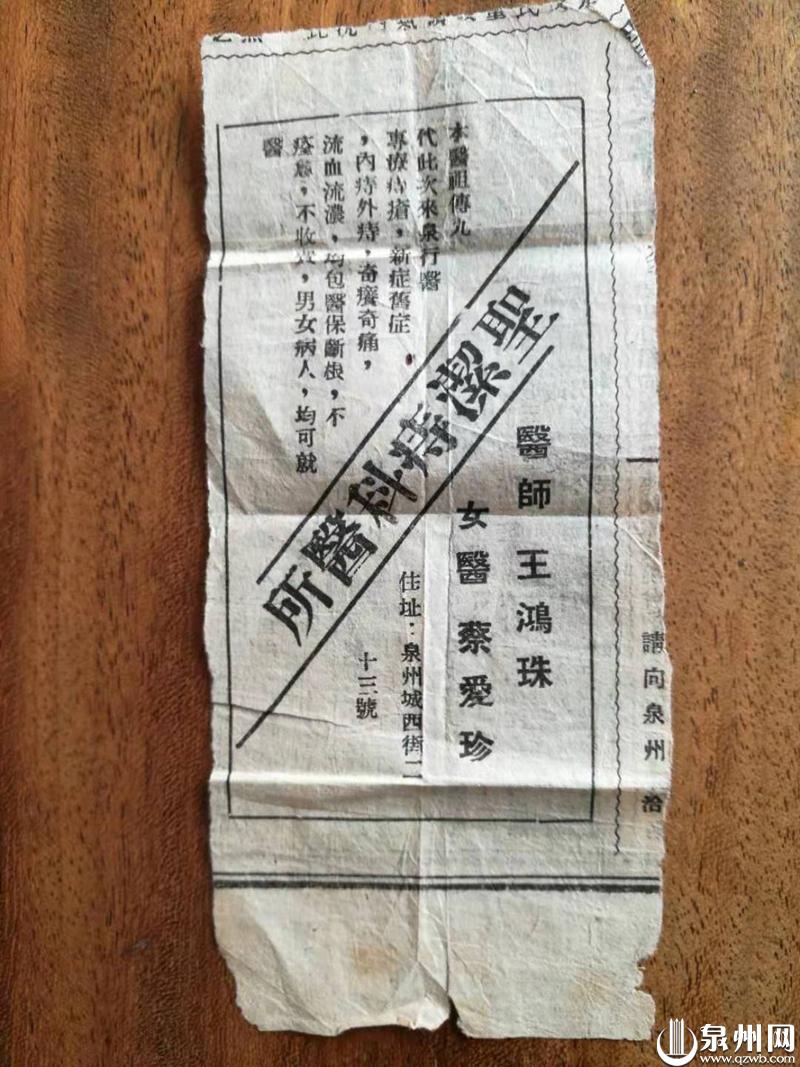 聖潔痔科醫所
醫師王鴻珠
女醫蔡愛珍
住址：泉州城西街二
十三號
本醫祖傳九
代此次來泉行醫
專療痔瘡，新症舊症
，內痔外痔，奇癢奇痛，
流血流濃，均包醫保斷根，不
痊愈，不收費，男女病人，均可就
醫
請向泉州
洽
泉州网
www.qzwb.com